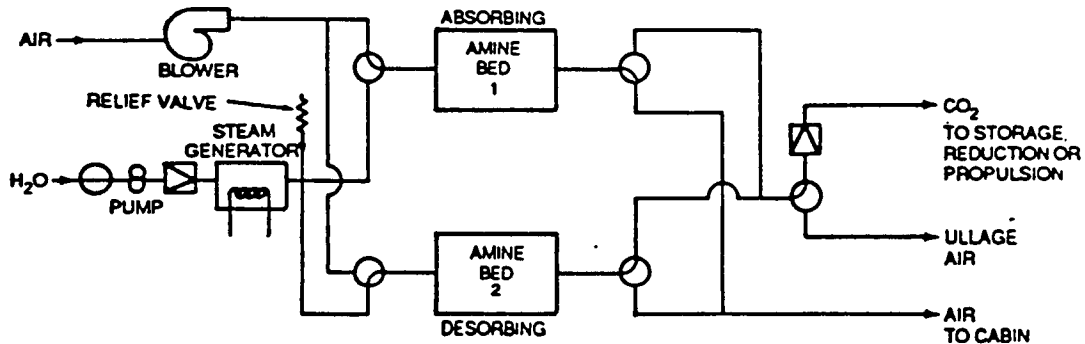 ABSORBING
AIR
BLOWER
AMINE
BED
1
RELIEF VALVE
STEAM
GENERATOR
H₂O
PUMP
CO₂
TO STORAGE,
REDUCTION OR
PROPULSION
ULLAGE
AIR
AMINE
BED
2
DESORBING
AIR
TO CABIN